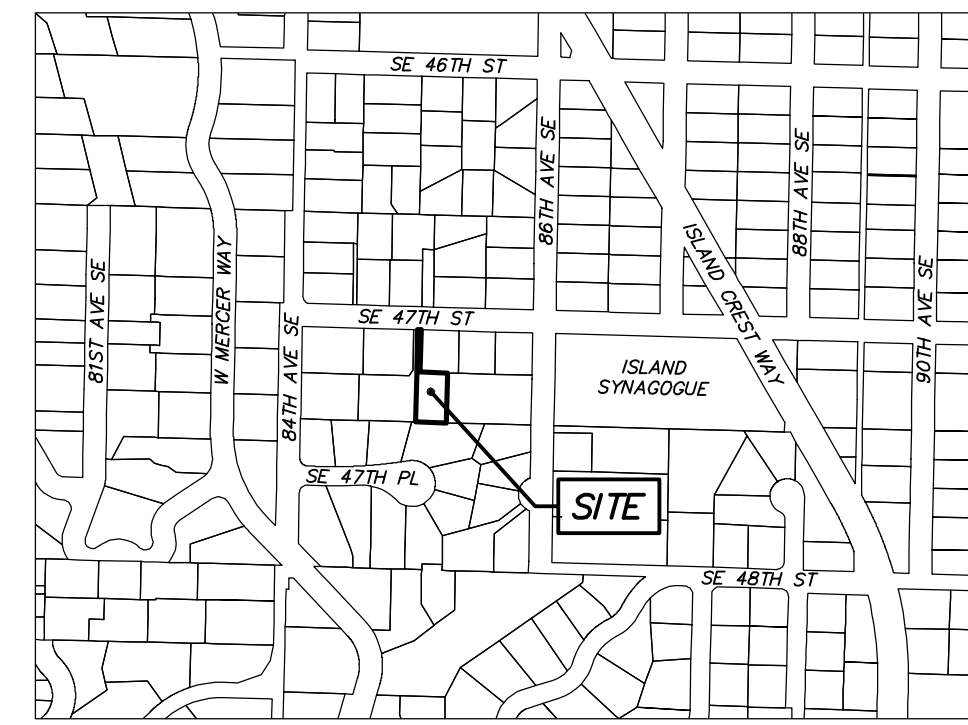 SE 46TH ST
86TH AVE SE
88TH AVE SE
ISLAND CREST WAY
W MERCER WAY
81ST AVE SE
90TH AVE SE
84TH AVE SE
SE 47TH ST
ISLAND
SYNAGOGUE
SE 47TH PL
SITE
SE 48TH ST